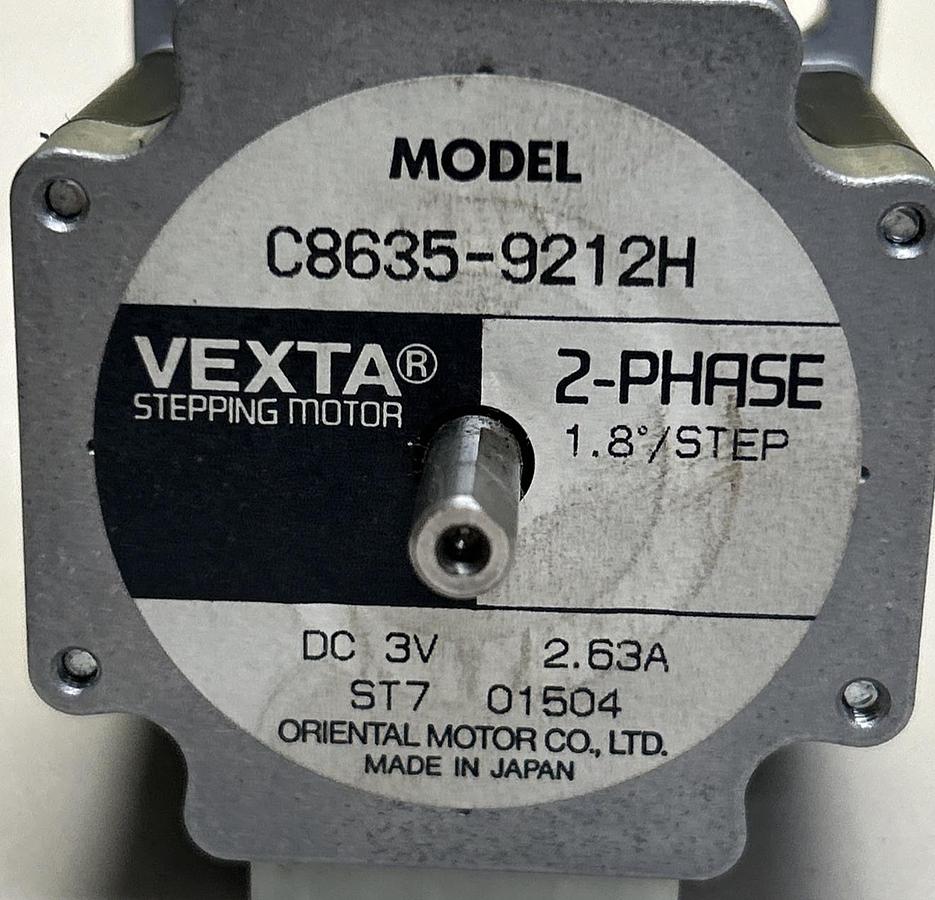 MODEL
C8635-9212H
VEXTA®
STEPPING MOTOR
2-PHASE
1.8°/STEP
DC 3V 2.63A
ST7 01504
ORIENTAL MOTOR CO., LTD.
MADE IN JAPAN